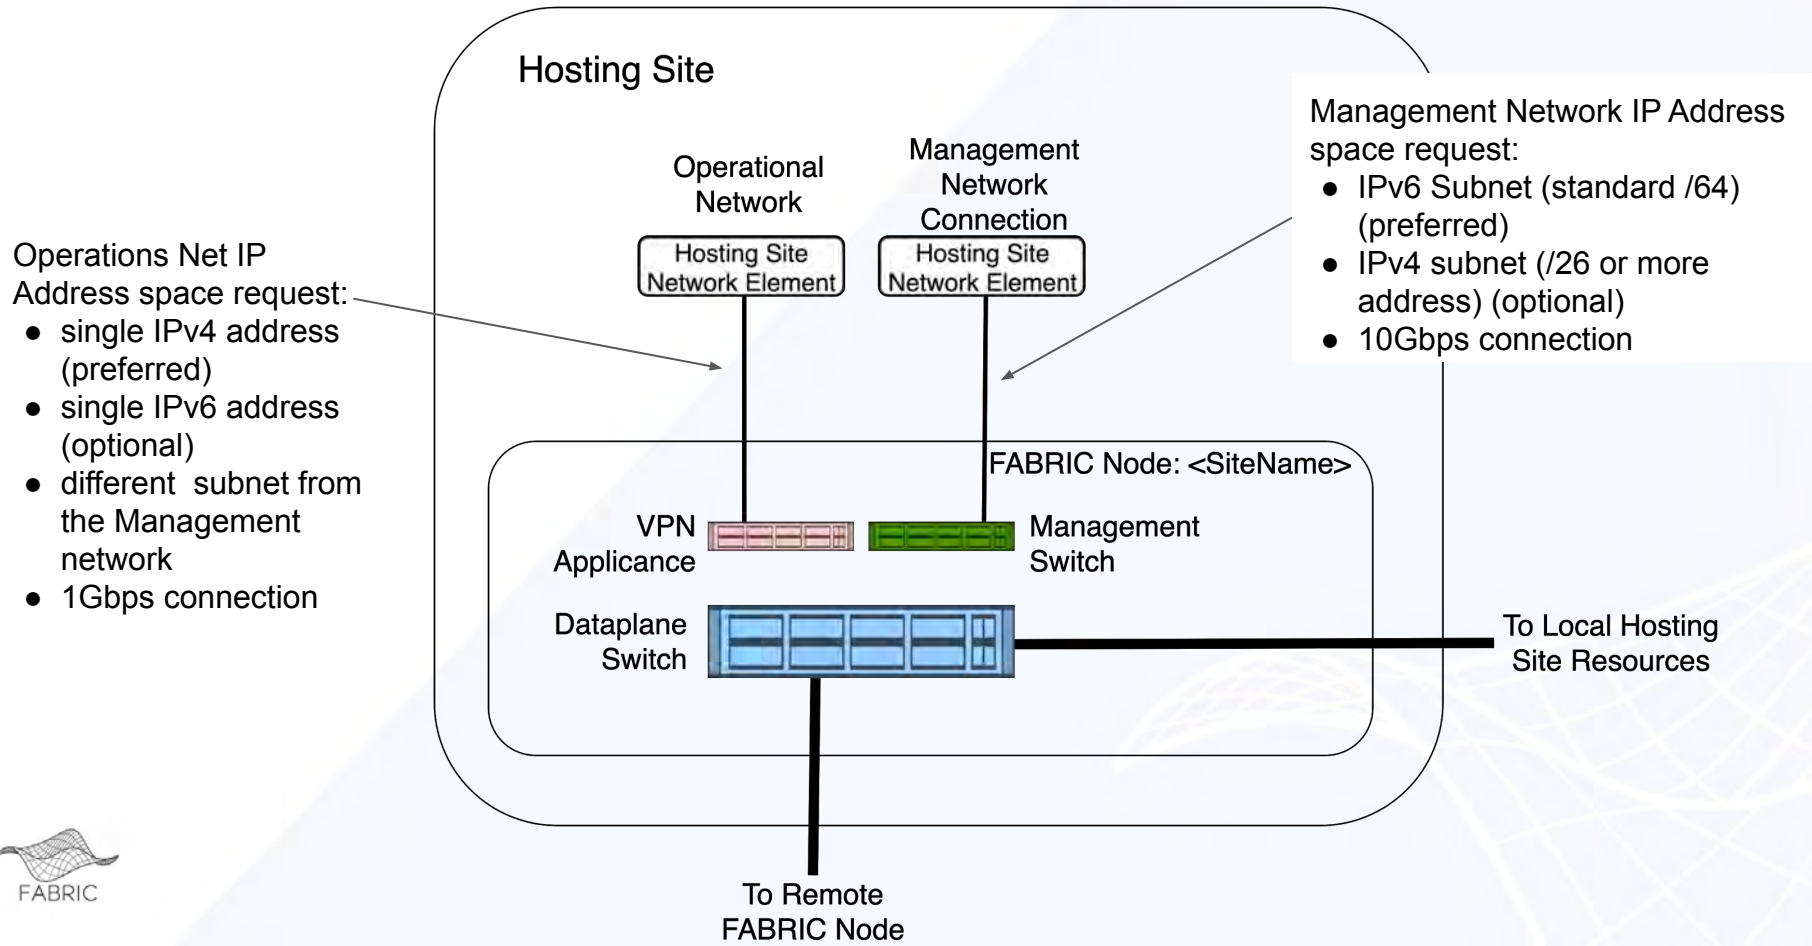 Hosting Site
Operational
Network
Management
Network
Connection
Hosting Site
Network Element
Hosting Site
Network Element
Management Network IP Address
space request:
● IPv6 Subnet (standard /64)
(preferred)
● IPv4 subnet (/26 or more
address) (optional)
● 10Gbps connection
Operations Net IP
Address space request:
● single IPv4 address
(preferred)
● single IPv6 address
(optional)
● different  subnet from
the Management
network
● 1Gbps connection
FABRIC Node: <SiteName>
VPN
Applicance
Management
Switch
Dataplane
Switch
To Local Hosting
Site Resources
To Remote
FABRIC Node
FABRIC